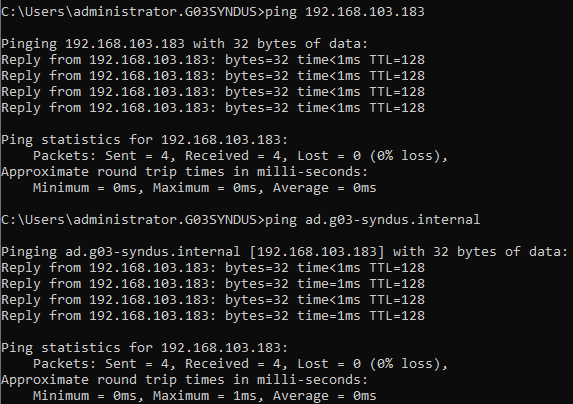 C:\Users\administrator.G03SYNDUS>ping 192.168.103.183
Pinging 192.168.103.183 with 32 bytes of data:
Reply from 192.168.103.183: bytes=32 time<1ms TTL=128
Reply from 192.168.103.183: bytes=32 time<1ms TTL=128
Reply from 192.168.103.183: bytes=32 time<1ms TTL=128
Reply from 192.168.103.183: bytes=32 time<1ms TTL=128
Ping statistics for 192.168.103.183:
    Packets: Sent = 4, Received = 4, Lost = 0 (0% loss),
Approximate round trip times in milli-seconds:
    Minimum = 0ms, Maximum = 0ms, Average = 0ms
C:\Users\administrator.G03SYNDUS>ping ad.g03-syndus.internal
Pinging ad.g03-syndus.internal [192.168.103.183] with 32 bytes of data:
Reply from 192.168.103.183: bytes=32 time<1ms TTL=128
Reply from 192.168.103.183: bytes=32 time=1ms TTL=128
Reply from 192.168.103.183: bytes=32 time<1ms TTL=128
Reply from 192.168.103.183: bytes=32 time=1ms TTL=128
Ping statistics for 192.168.103.183:
    Packets: Sent = 4, Received = 4, Lost = 0 (0% loss),
Approximate round trip times in milli-seconds:
    Minimum = 0ms, Maximum = 1ms, Average = 0ms